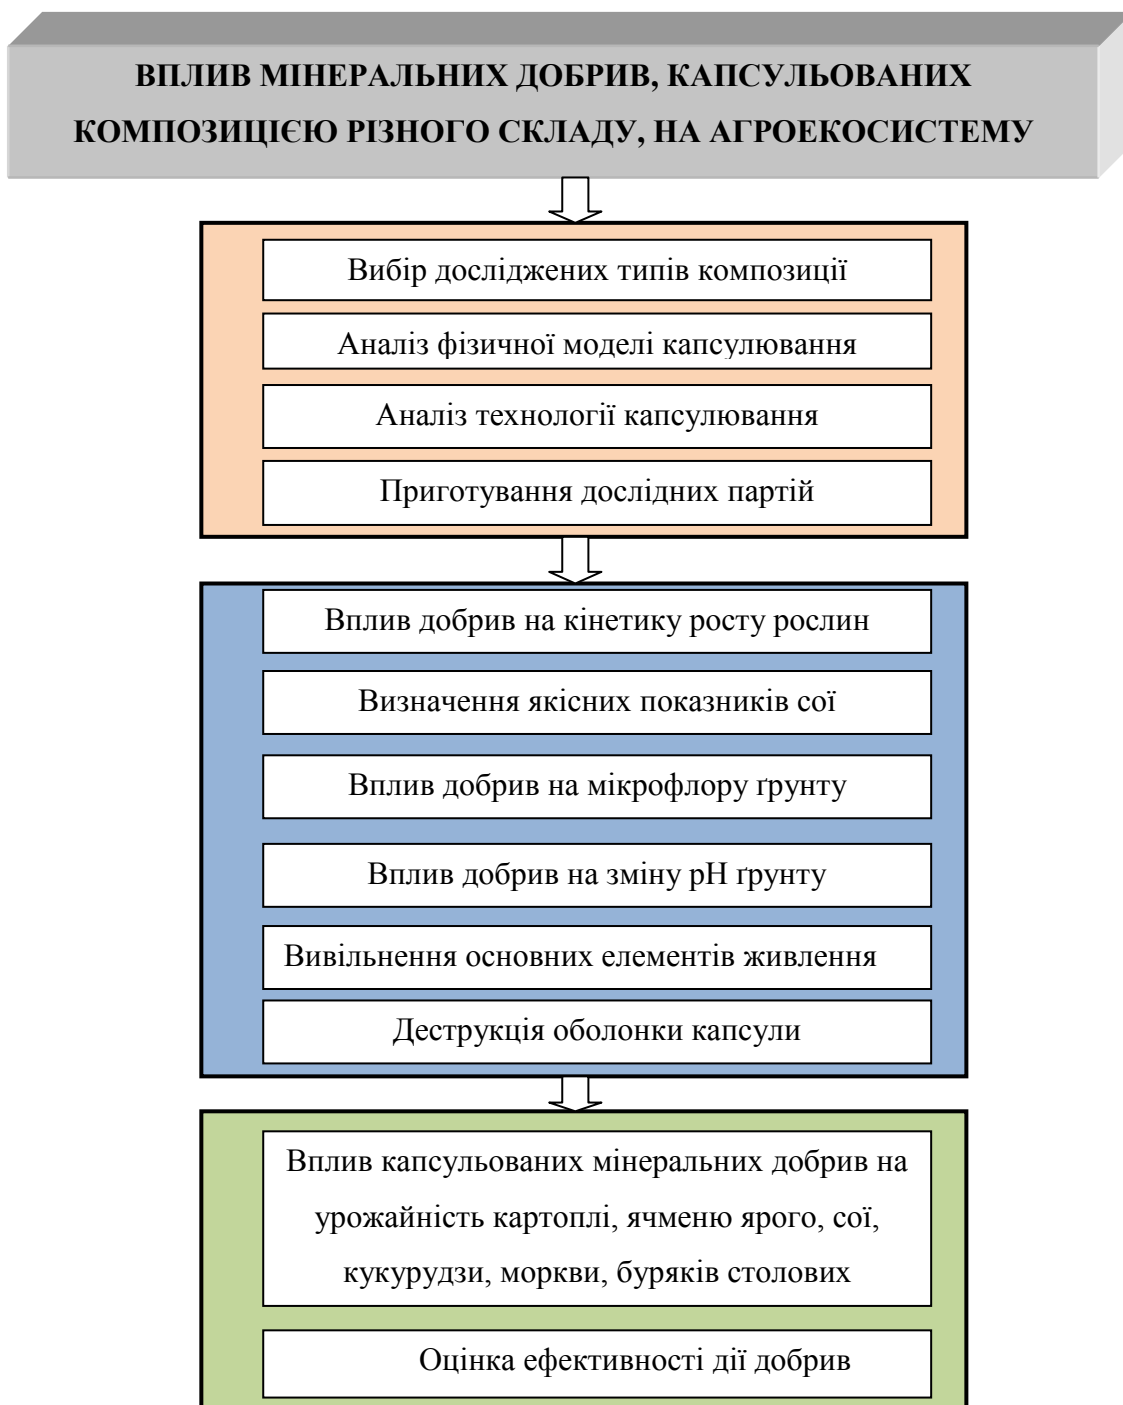 ВПЛИВ МІНЕРАЛЬНИХ ДОБРИВ, КАПСУЛЬОВАНИХ
КОМПОЗИЦІЄЮ РІЗНОГО СКЛАДУ, НА АГРОЕКОСИСТЕМУ
Вибір досліджених типів композиції
Аналіз фізичної моделі капсулювання
Аналіз технології капсулювання
Приготування дослідних партій
Вплив добрив на кінетику росту рослин
Визначення якісних показників сої
Вплив добрив на мікрофлору ґрунту
Вплив добрив на зміну рН ґрунту
Вивільнення основних елементів живлення
Деструкція оболонки капсули
Вплив капсульованих мінеральних добрив на
урожайність картоплі, ячменю ярого, сої,
кукурудзи, моркви, буряків столових
Оцінка ефективності дії добрив